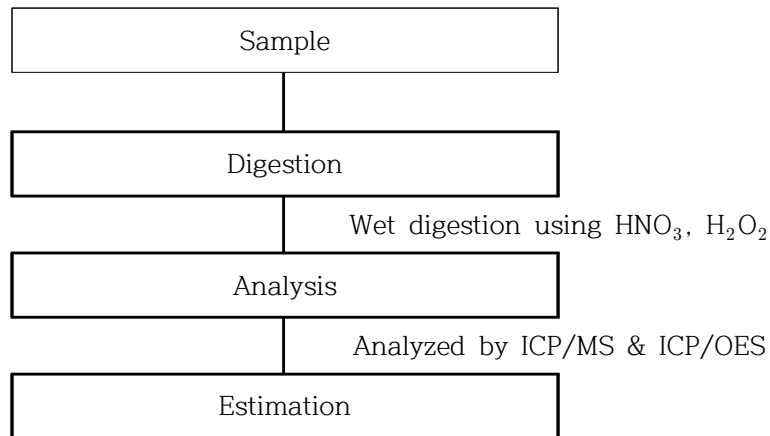 Sample
Digestion
Wet digestion using HNO₃, H₂O₂
Analysis
Analyzed by ICP/MS & ICP/OES
Estimation